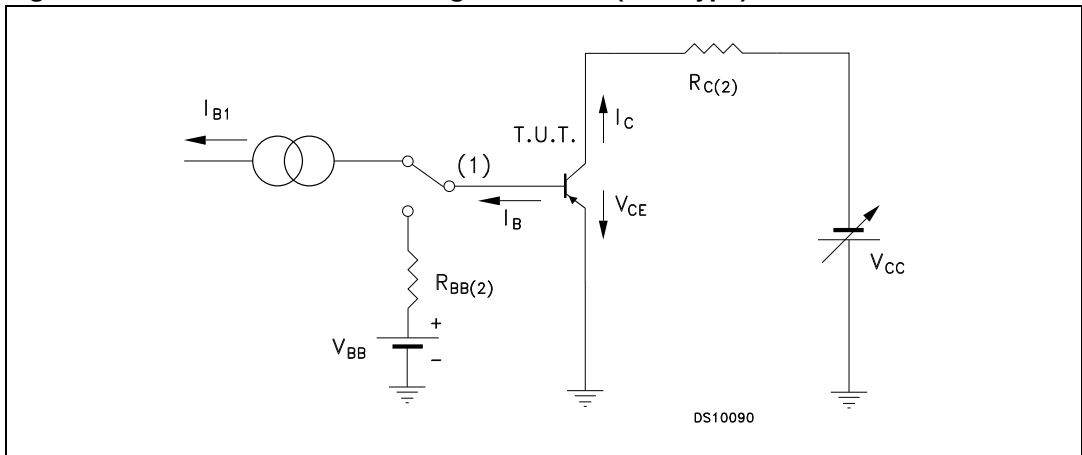 R_C(2)
I_B1
I_C
T.U.T.
(1)
V_CE
I_B
V_CC
R_BB(2)
+
V_BB
-
DS10090